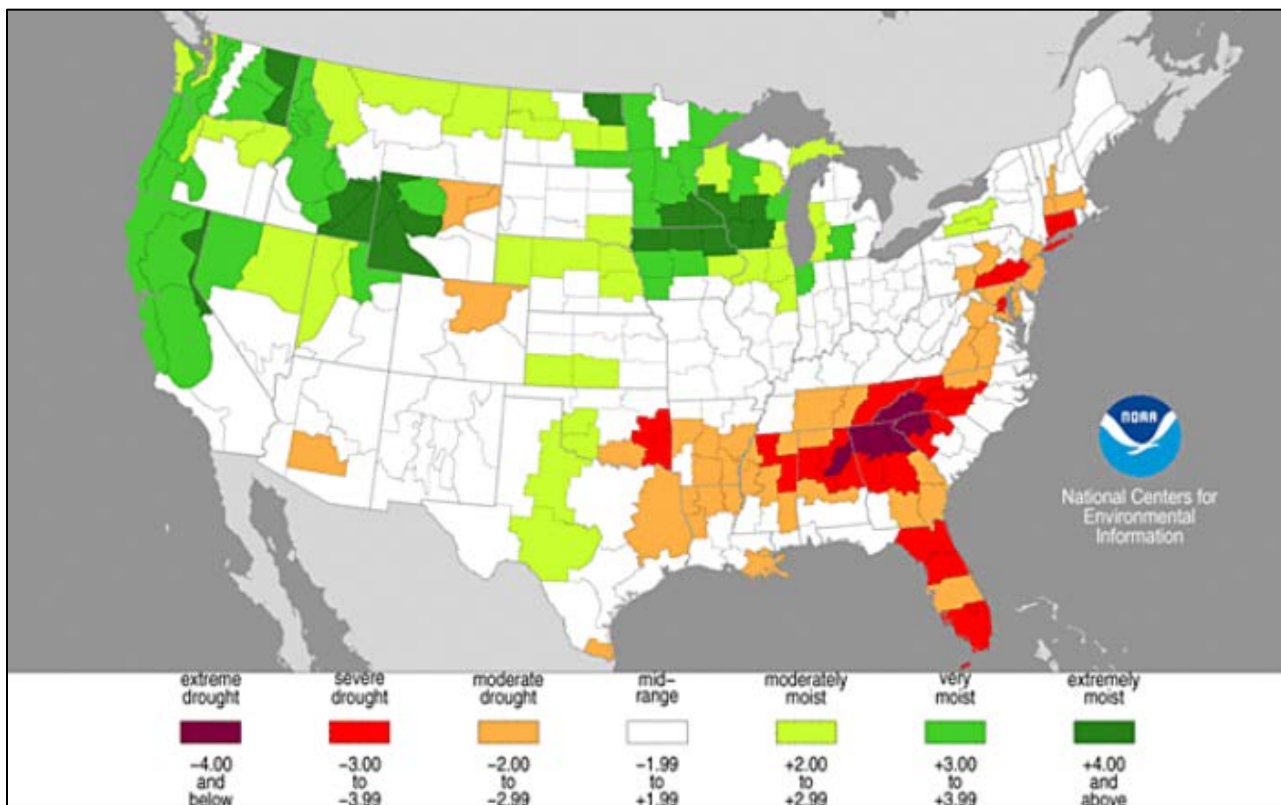 NOAA
National Centers for
Environmental
Information
extreme
drought
severe
drought
moderate
drought
mid-
range
moderately
moist
very
moist
extremely
moist
-4.00
and
below
-3.00
to
-3.99
-2.00
to
-2.99
-1.99
to
+1.99
+2.00
to
+2.99
+3.00
to
+3.99
+4.00
and
above